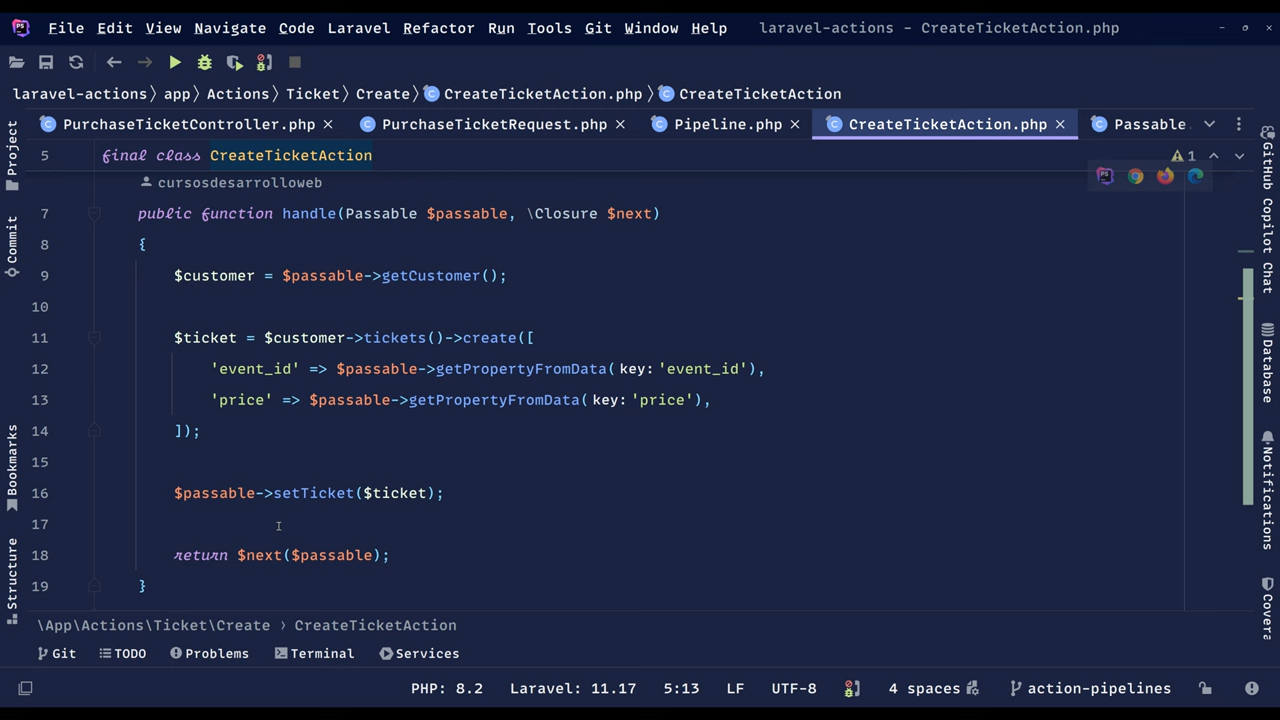 PS File Edit View Navigate Code Laravel Refactor Run Tools Git Window Help laravel-actions – CreateTicketAction.php
laravel-actions app Actions Ticket Create CreateTicketAction.php CreateTicketAction
PurchaseTicketController.php PurchaseTicketRequest.php Pipeline.php CreateTicketAction.php Passable.
5 final class CreateTicketAction 1
cursosdesarrolloweb
7 public function handle(Passable $passable, \Closure $next)
8 {
9 $customer = $passable->getCustomer();
10
11 $ticket = $customer->tickets()->create([
12 'event_id' => $passable->getPropertyFromData( key: 'event_id'),
13 'price' => $passable->getPropertyFromData( key: 'price'),
14 ]);
15
16 $passable->setTicket($ticket);
17
18 return $next($passable);
19 }
Project
Commit
Bookmarks
Structure
GitHub Copilot Chat
Database
Notifications
Covera
\App\Actions\Ticket\Create › CreateTicketAction
Git TODO Problems Terminal Services
PHP: 8.2 Laravel: 11.17 5:13 LF UTF-8 4 spaces action-pipelines